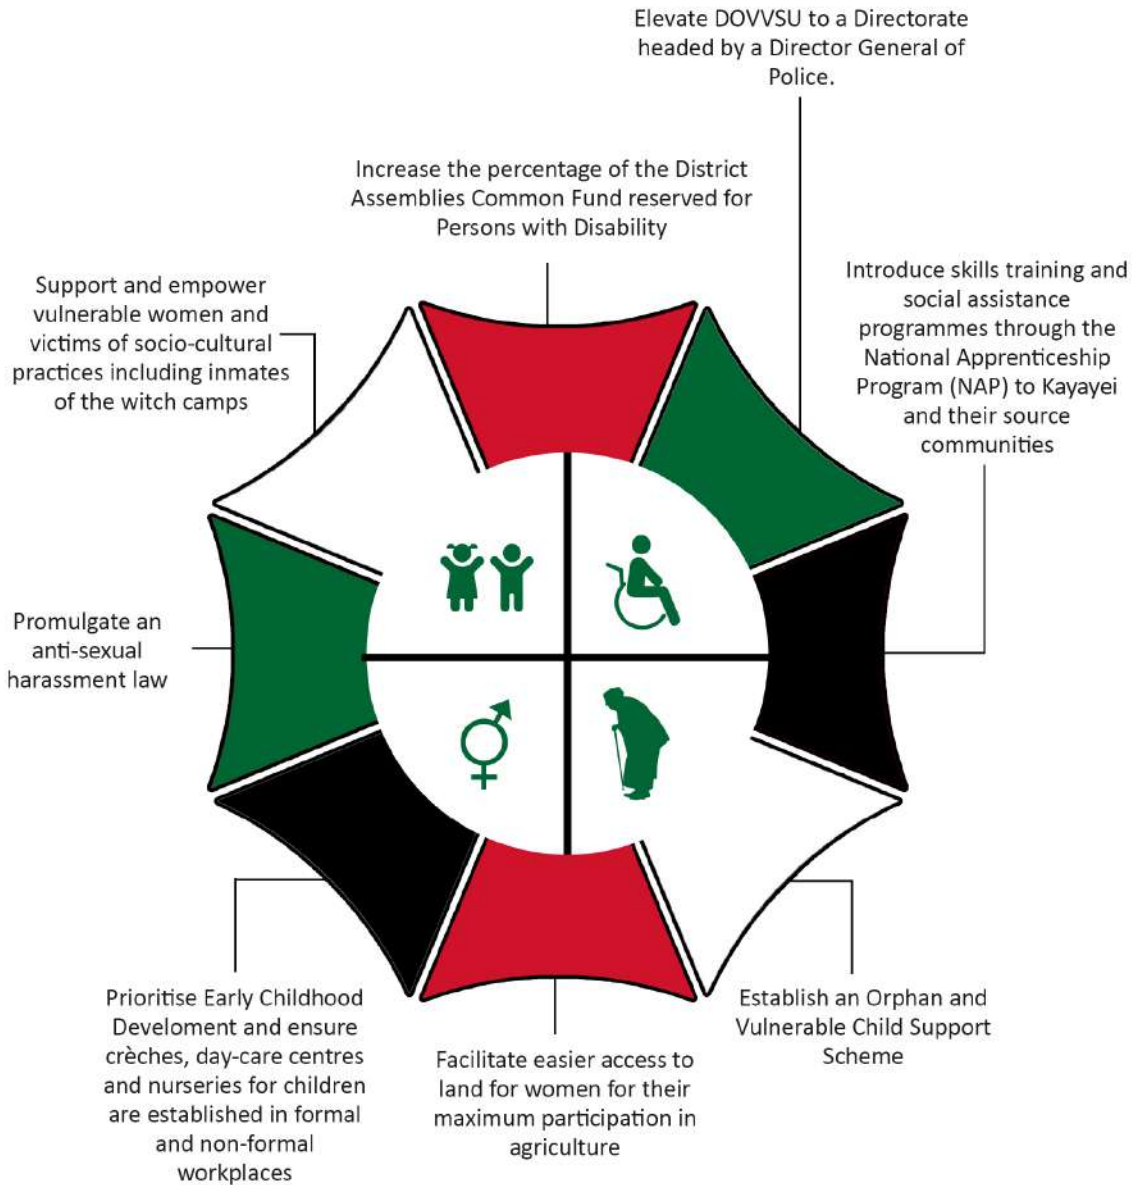 Elevate DOVVSU to a Directorate
headed by a Director General of
Police.
Increase the percentage of the District
Assemblies Common Fund reserved for
Persons with Disability
Introduce skills training and
social assistance
programmes through the
National Apprenticeship
Program (NAP) to Kayayei
and their source
communities
Support and empower
vulnerable women and
victims of socio-cultural
practices including inmates
of the witch camps
Promulgate an
anti-sexual
harassment law
Prioritise Early Childhood
Develoment and ensure
crèches, day-care centres
and nurseries for children
are established in formal
and non-formal
workplaces
Facilitate easier access to
land for women for their
maximum participation in
agriculture
Establish an Orphan and
Vulnerable Child Support
Scheme